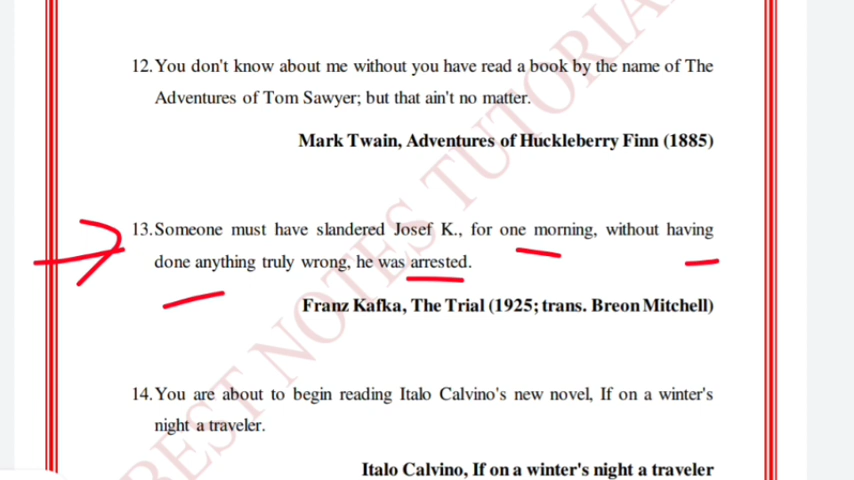 12. You don't know about me without you have read a book by the name of The
Adventures of Tom Sawyer; but that ain't no matter.
Mark Twain, Adventures of Huckleberry Finn (1885)
13. Someone must have slandered Josef K., for one morning, without having
done anything truly wrong, he was arrested.
Franz Kafka, The Trial (1925; trans. Breon Mitchell)
14. You are about to begin reading Italo Calvino's new novel, If on a winter's
night a traveler.
Italo Calvino, If on a winter's night a traveler
BEST NOTES TUTORIA